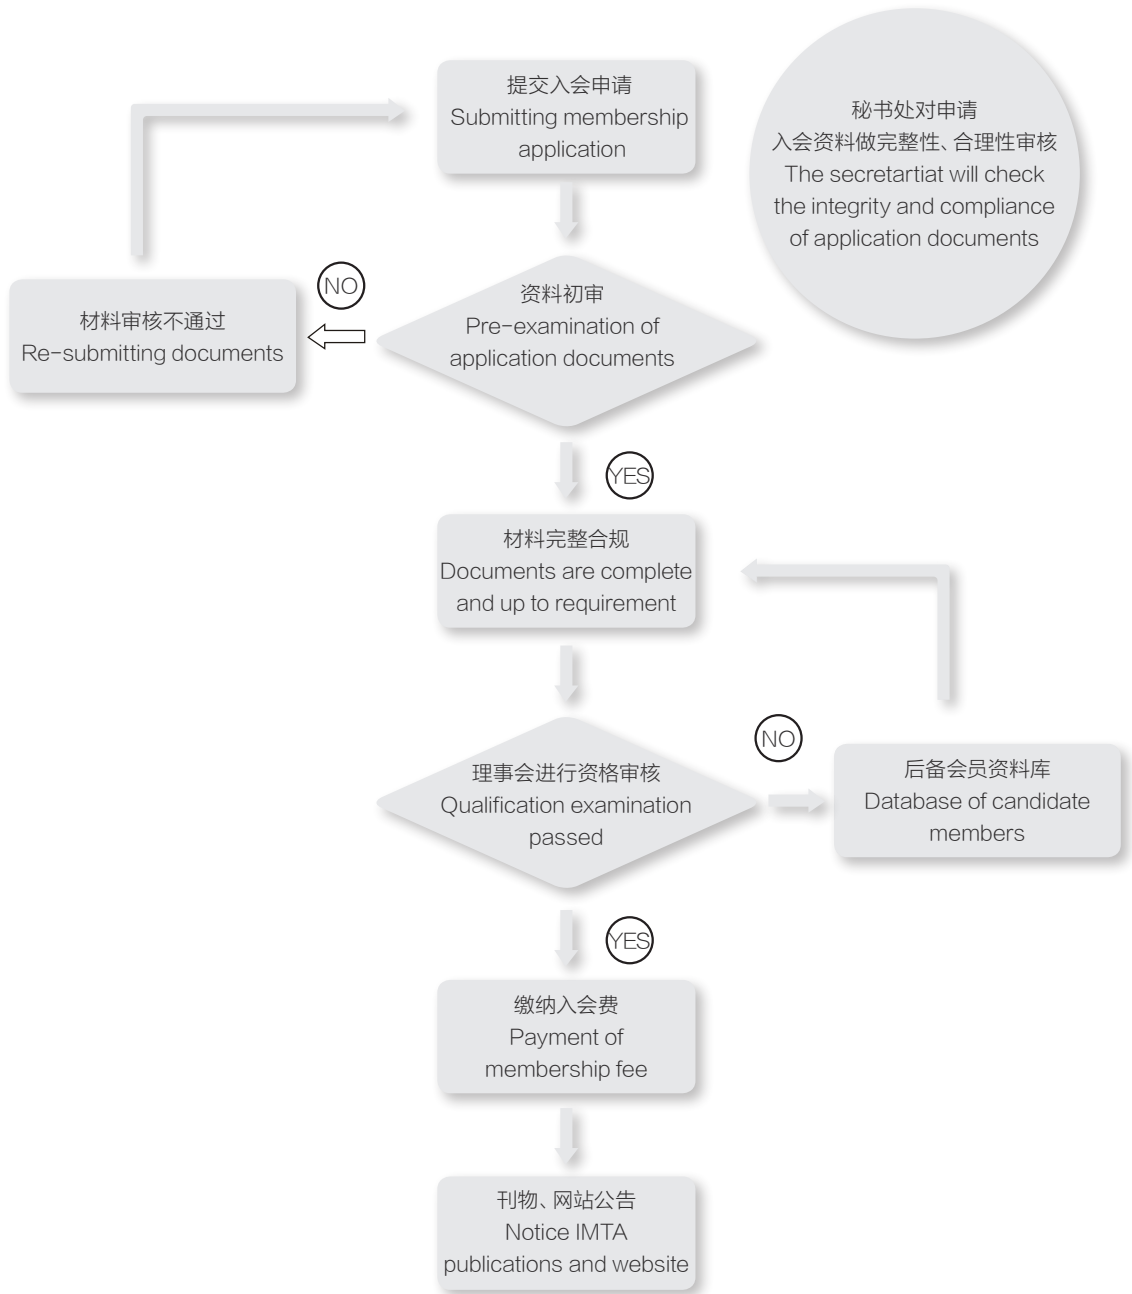 提交入会申请
Submitting membership
application
秘书处对申请
入会资料做完整性、合理性审核
The secretartiat will check
the integrity and compliance
of application documents
NO
资料初审
Pre-examination of
application documents
材料审核不通过
Re-submitting documents
YES
材料完整合规
Documents are complete
and up to requirement
NO
理事会进行资格审核
Qualification examination
passed
后备会员资料库
Database of candidate
members
YES
缴纳入会费
Payment of
membership fee
刊物、网站公告
Notice IMTA
publications and website